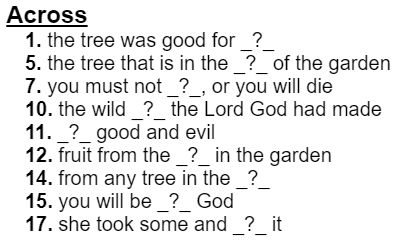 Across
1. the tree was good for _?_
5. the tree that is in the _?_ of the garden
7. you must not _?_, or you will die
10. the wild _?_ the Lord God had made
11. _?_ good and evil
12. fruit from the _?_ in the garden
14. from any tree in the _?_
15. you will be _?_ God
17. she took some and _?_ it